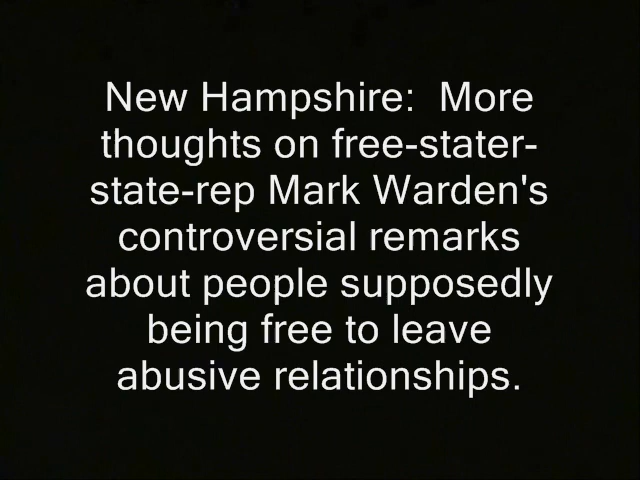 New Hampshire:  More
thoughts on free-stater-
state-rep Mark Warden's
controversial remarks
about people supposedly
being free to leave
abusive relationships.